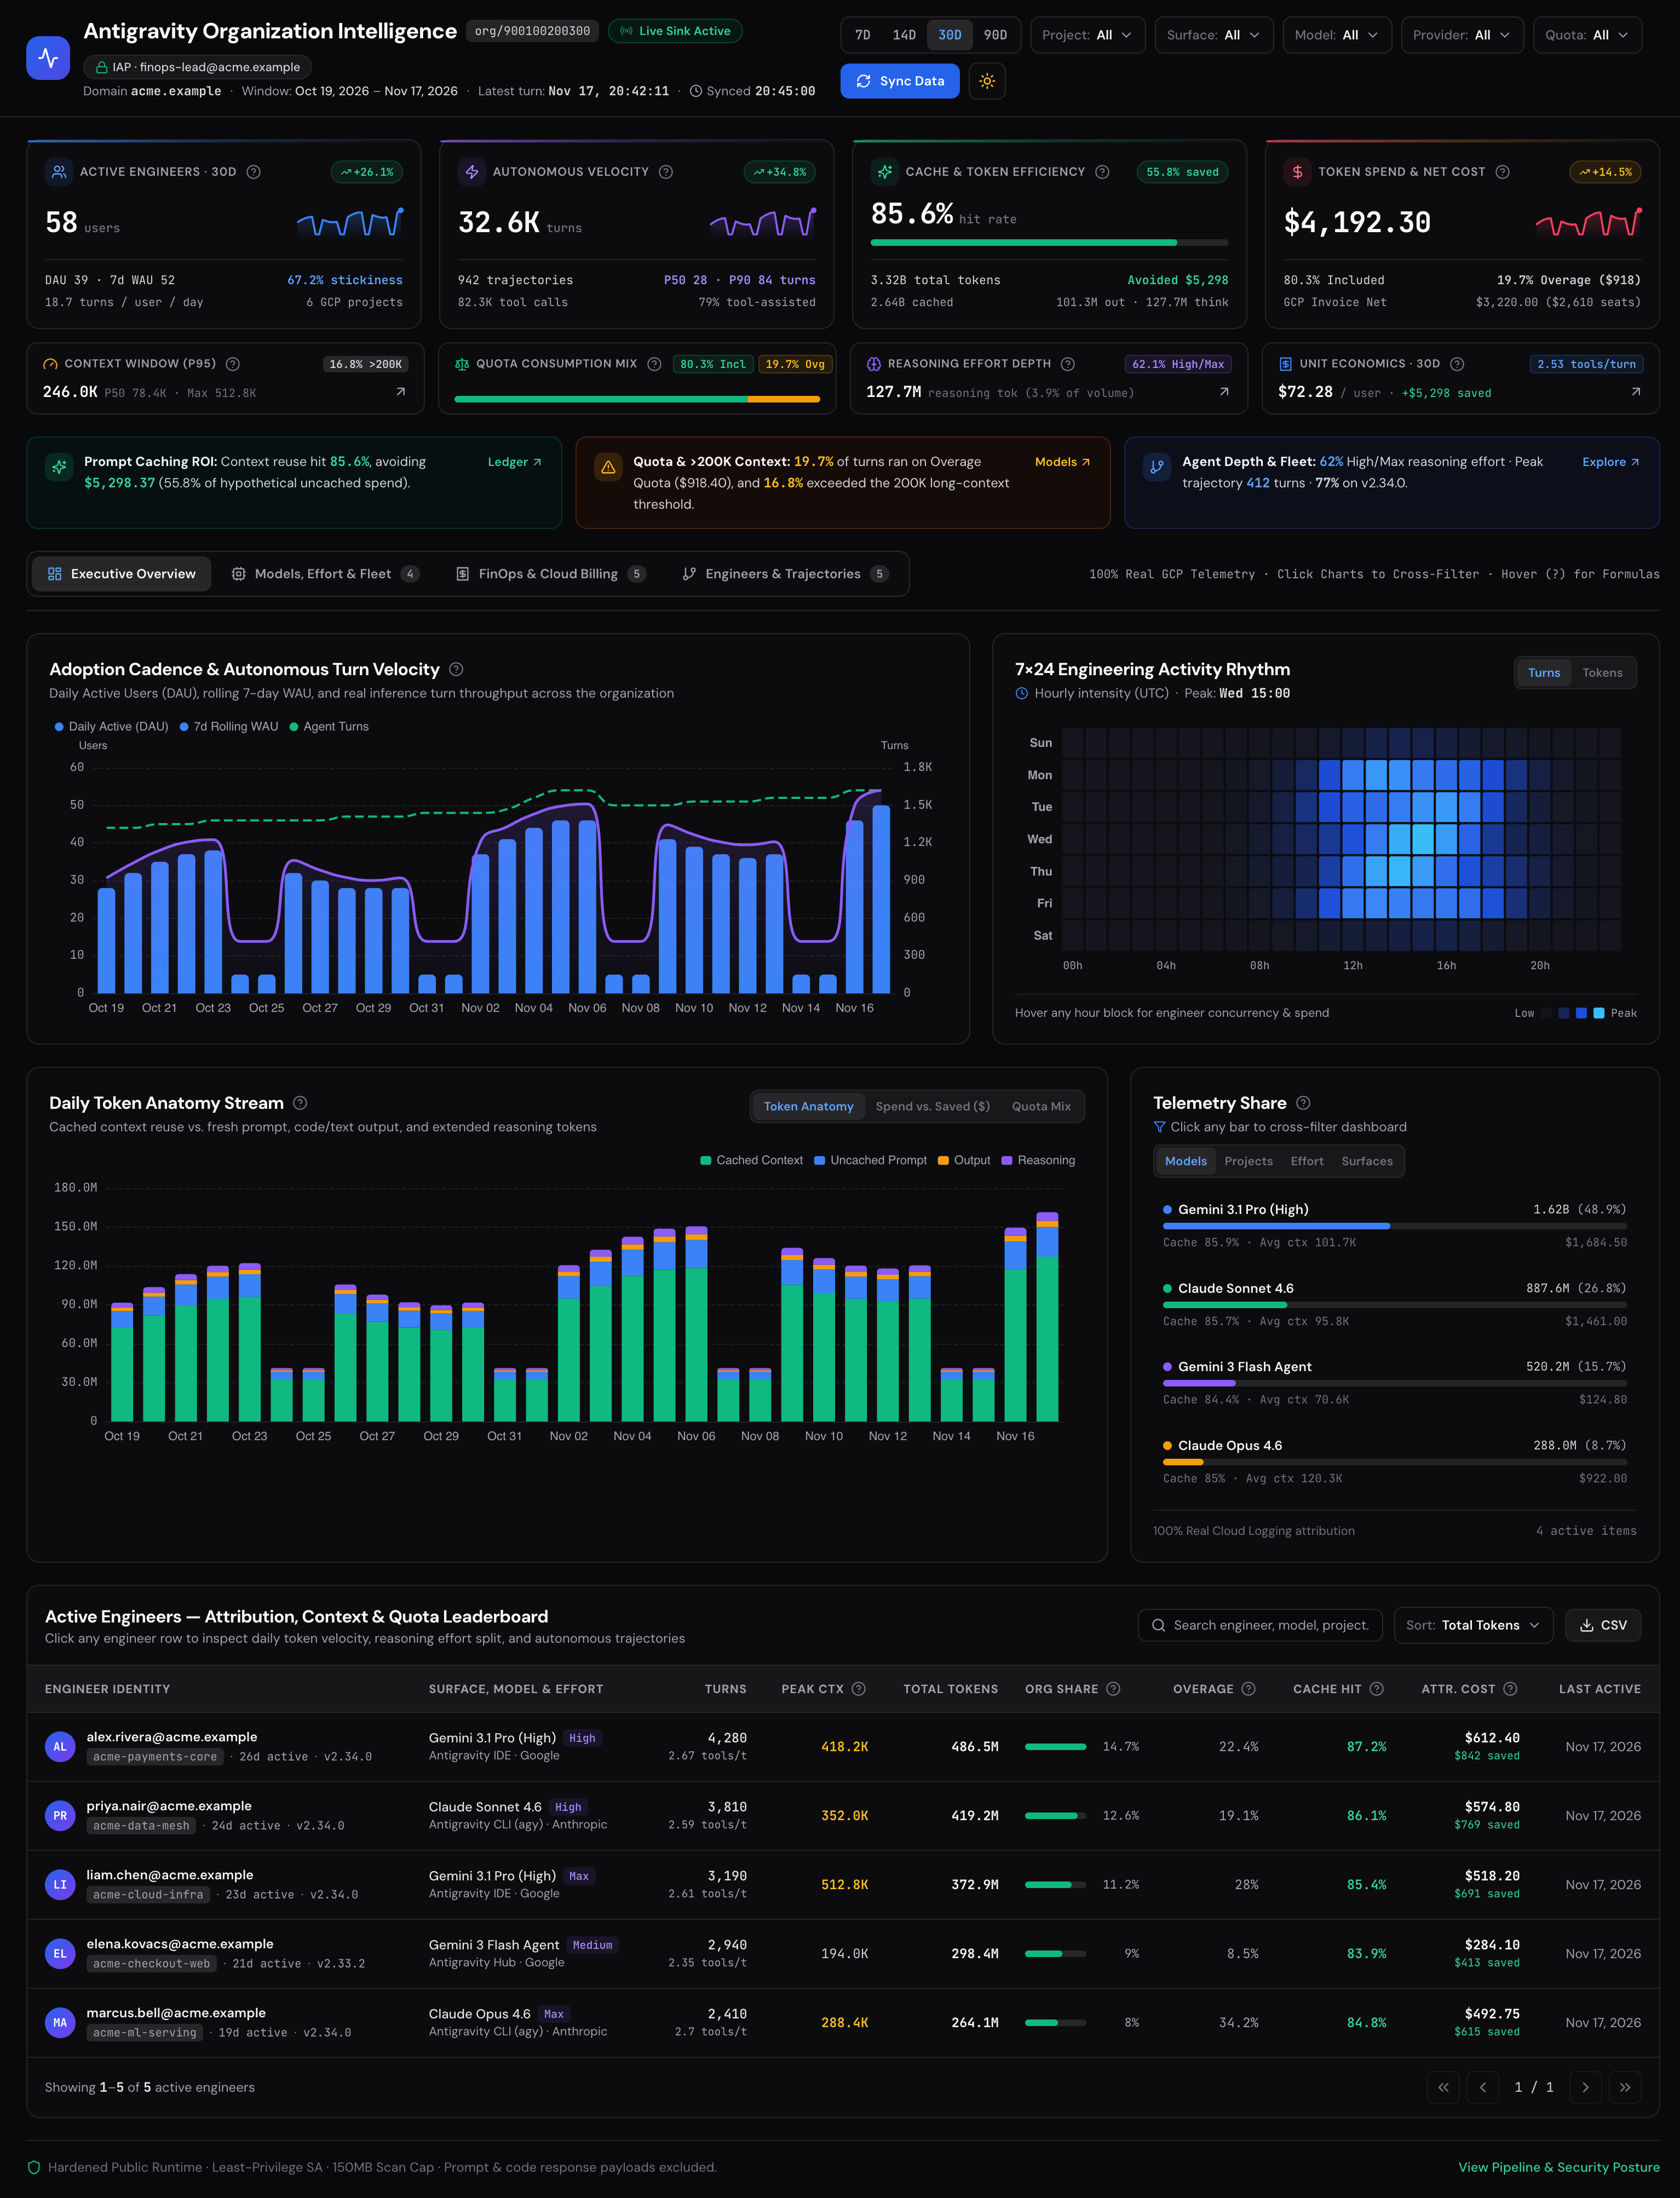 Antigravity Organization Intelligence org/900100200300 Live Sink Active
IAP · finops-lead@acme.example
Domain acme.example · Window: Oct 19, 2026 – Nov 17, 2026 · Latest turn: Nov 17, 20:42:11 · Synced 20:45:00
7D 14D 30D 90D Project: All Surface: All Model: All Provider: All Quota: All
Sync Data
ACTIVE ENGINEERS · 30D +26.1%
58 users
DAU 39 · 7d WAU 52 67.2% stickiness
18.7 turns / user / day 6 GCP projects
AUTONOMOUS VELOCITY +34.8%
32.6K turns
942 trajectories P50 28 · P90 84 turns
82.3K tool calls 79% tool-assisted
CACHE & TOKEN EFFICIENCY 55.8% saved
85.6% hit rate
3.32B total tokens Avoided $5,298
2.64B cached 101.3M out · 127.7M think
TOKEN SPEND & NET COST +14.5%
$4,192.30
80.3% Included 19.7% Overage ($918)
GCP Invoice Net $3,220.00 ($2,610 seats)
CONTEXT WINDOW (P95) 16.8% >200K
246.0K P50 78.4K · Max 512.8K
QUOTA CONSUMPTION MIX 80.3% Incl 19.7% Ovg
REASONING EFFORT DEPTH 62.1% High/Max
127.7M reasoning tok (3.9% of volume)
UNIT ECONOMICS · 30D 2.53 tools/turn
$72.28 / user · +$5,298 saved
Prompt Caching ROI: Context reuse hit 85.6%, avoiding Ledger
$5,298.37 (55.8% of hypothetical uncached spend).
Quota & >200K Context: 19.7% of turns ran on Overage Models
Quota ($918.40), and 16.8% exceeded the 200K long-context
threshold.
Agent Depth & Fleet: 62% High/Max reasoning effort · Peak Explore
trajectory 412 turns · 77% on v2.34.0.
Executive Overview Models, Effort & Fleet 4 FinOps & Cloud Billing 5 Engineers & Trajectories 5
100% Real GCP Telemetry · Click Charts to Cross-Filter · Hover (?) for Formulas
Adoption Cadence & Autonomous Turn Velocity
Daily Active Users (DAU), rolling 7-day WAU, and real inference turn throughput across the organization
Daily Active (DAU) 7d Rolling WAU Agent Turns
Users Turns
60 1.8K
50 1.5K
40 1.2K
30 900
20 600
10 300
0 0
Oct 19 Oct 21 Oct 23 Oct 25 Oct 27 Oct 29 Oct 31 Nov 02 Nov 04 Nov 06 Nov 08 Nov 10 Nov 12 Nov 14 Nov 16
7×24 Engineering Activity Rhythm Turns Tokens
Hourly intensity (UTC) · Peak: Wed 15:00
Sun
Mon
Tue
Wed
Thu
Fri
Sat
00h 04h 08h 12h 16h 20h
Hover any hour block for engineer concurrency & spend Low Peak
Daily Token Anatomy Stream Token Anatomy Spend vs. Saved ($) Quota Mix
Cached context reuse vs. fresh prompt, code/text output, and extended reasoning tokens
Cached Context Uncached Prompt Output Reasoning
180.0M
150.0M
120.0M
90.0M
60.0M
30.0M
0
Oct 19 Oct 21 Oct 23 Oct 25 Oct 27 Oct 29 Oct 31 Nov 02 Nov 04 Nov 06 Nov 08 Nov 10 Nov 12 Nov 14 Nov 16
Telemetry Share
Click any bar to cross-filter dashboard
Models Projects Effort Surfaces
Gemini 3.1 Pro (High) 1.62B (48.9%)
Cache 85.9% · Avg ctx 101.7K $1,684.50
Claude Sonnet 4.6 887.6M (26.8%)
Cache 85.7% · Avg ctx 95.8K $1,461.00
Gemini 3 Flash Agent 520.2M (15.7%)
Cache 84.4% · Avg ctx 70.6K $124.80
Claude Opus 4.6 288.0M (8.7%)
Cache 85% · Avg ctx 120.3K $922.00
100% Real Cloud Logging attribution 4 active items
Active Engineers — Attribution, Context & Quota Leaderboard
Click any engineer row to inspect daily token velocity, reasoning effort split, and autonomous trajectories
Search engineer, model, project. Sort: Total Tokens CSV
ENGINEER IDENTITY SURFACE, MODEL & EFFORT TURNS PEAK CTX TOTAL TOKENS ORG SHARE OVERAGE CACHE HIT ATTR. COST LAST ACTIVE
AL alex.rivera@acme.example Gemini 3.1 Pro (High) High 4,280 418.2K 486.5M 14.7% 22.4% 87.2% $612.40 Nov 17, 2026
acme-payments-core · 26d active · v2.34.0 Antigravity IDE · Google 2.67 tools/t $842 saved
PR priya.nair@acme.example Claude Sonnet 4.6 High 3,810 352.0K 419.2M 12.6% 19.1% 86.1% $574.80 Nov 17, 2026
acme-data-mesh · 24d active · v2.34.0 Antigravity CLI (agy) · Anthropic 2.59 tools/t $769 saved
LI liam.chen@acme.example Gemini 3.1 Pro (High) Max 3,190 512.8K 372.9M 11.2% 28% 85.4% $518.20 Nov 17, 2026
acme-cloud-infra · 23d active · v2.34.0 Antigravity IDE · Google 2.61 tools/t $691 saved
EL elena.kovacs@acme.example Gemini 3 Flash Agent Medium 2,940 194.0K 298.4M 9% 8.5% 83.9% $284.10 Nov 17, 2026
acme-checkout-web · 21d active · v2.33.2 Antigravity Hub · Google 2.35 tools/t $413 saved
MA marcus.bell@acme.example Claude Opus 4.6 Max 2,410 288.4K 264.1M 8% 34.2% 84.8% $492.75 Nov 17, 2026
acme-ml-serving · 19d active · v2.34.0 Antigravity CLI (agy) · Anthropic 2.7 tools/t $615 saved
Showing 1–5 of 5 active engineers 1 / 1
Hardened Public Runtime · Least-Privilege SA · 150MB Scan Cap · Prompt & code response payloads excluded. View Pipeline & Security Posture